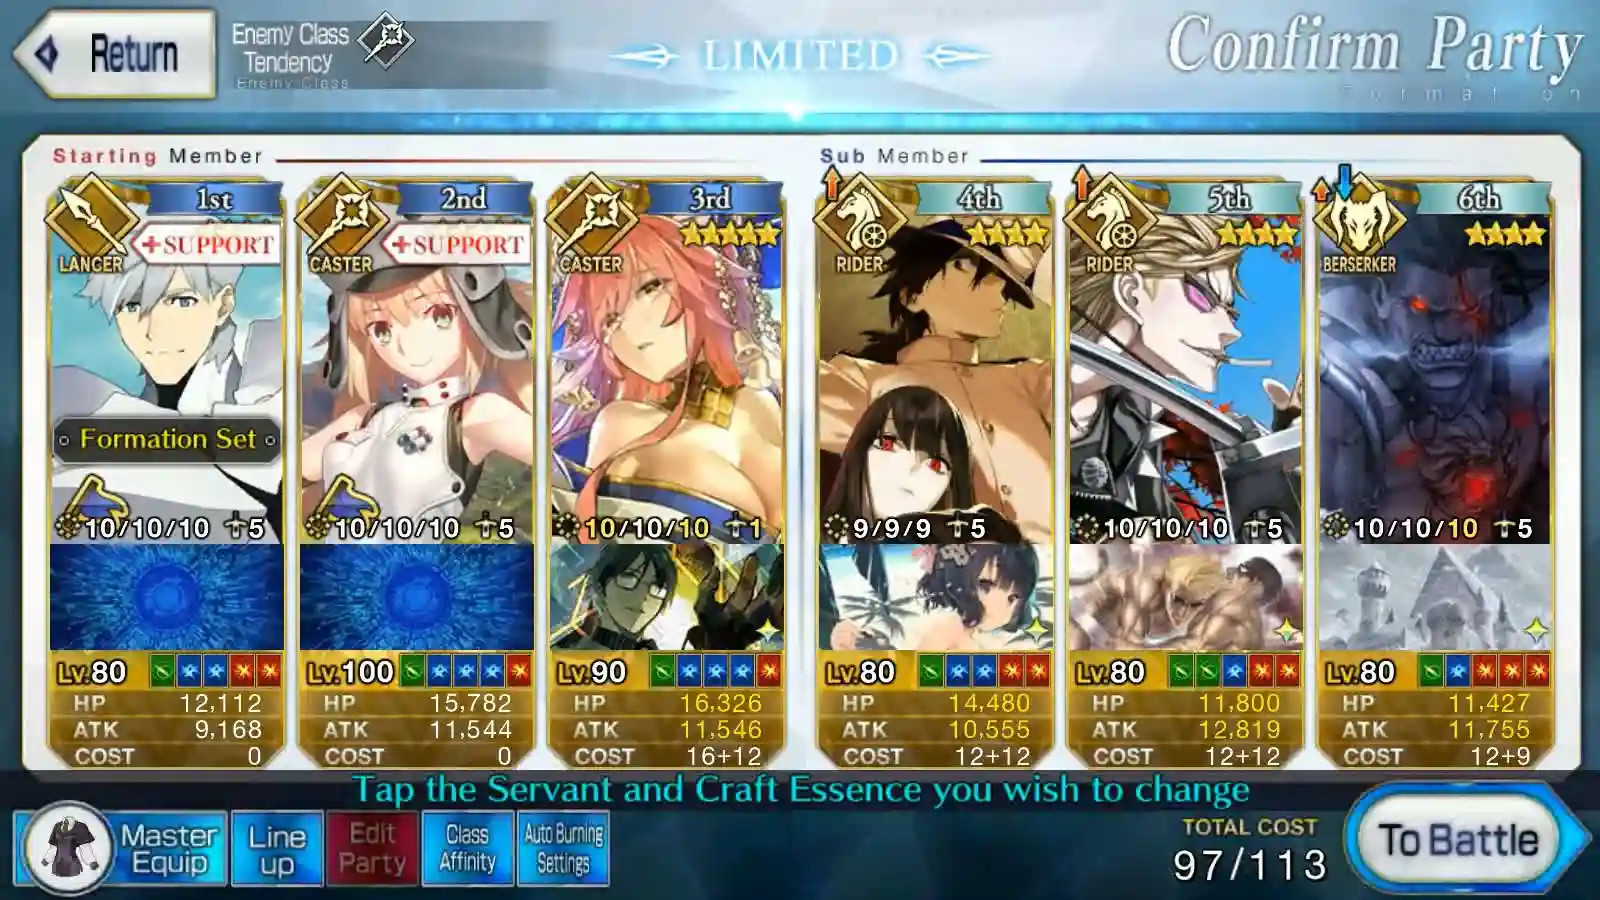 Return
Enemy Class
Tendency
Enemy Class
LIMITED
Confirm Party
Formation
Starting Member
Sub Member
1st
2nd
3rd
4th
5th
6th
+SUPPORT
+SUPPORT
LANCER
CASTER
CASTER
RIDER
RIDER
BERSERKER
Formation Set
10/10/10 5
10/10/10 5
10/10/10 1
9/9/9 5
10/10/10 5
10/10/10 5
Lv.80
Lv.100
Lv.90
Lv.80
Lv.80
Lv.80
HP 12,112
HP 15,782
HP 16,326
HP 14,480
HP 11,800
HP 11,427
ATK 9,168
ATK 11,544
ATK 11,546
ATK 10,555
ATK 12,819
ATK 11,755
COST 0
COST 0
COST 16+12
COST 12+12
COST 12+12
COST 12+9
Tap the Servant and Craft Essence you wish to change
Master
Equip
Line
up
Edit
Party
Class
Affinity
Auto Burning
Settings
TOTAL COST
97/113
To Battle